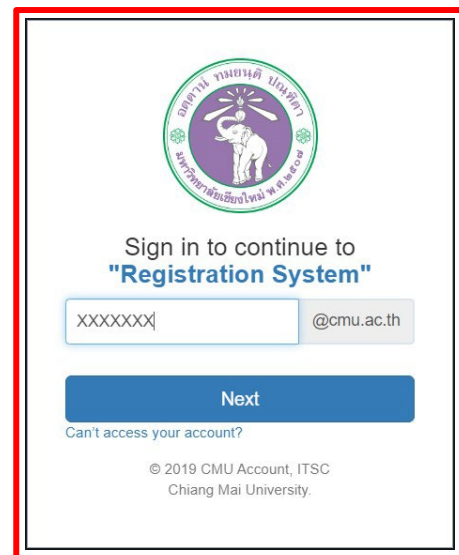 อตฺตานํ ทมยนฺติ ปณฺฑิตา
มหาวิทยาลัยเชียงใหม่ พ.ศ. ๒๕๐๗
Sign in to continue to
"Registration System"
XXXXXXX @cmu.ac.th
Next
Can't access your account?
© 2019 CMU Account, ITSC
Chiang Mai University.